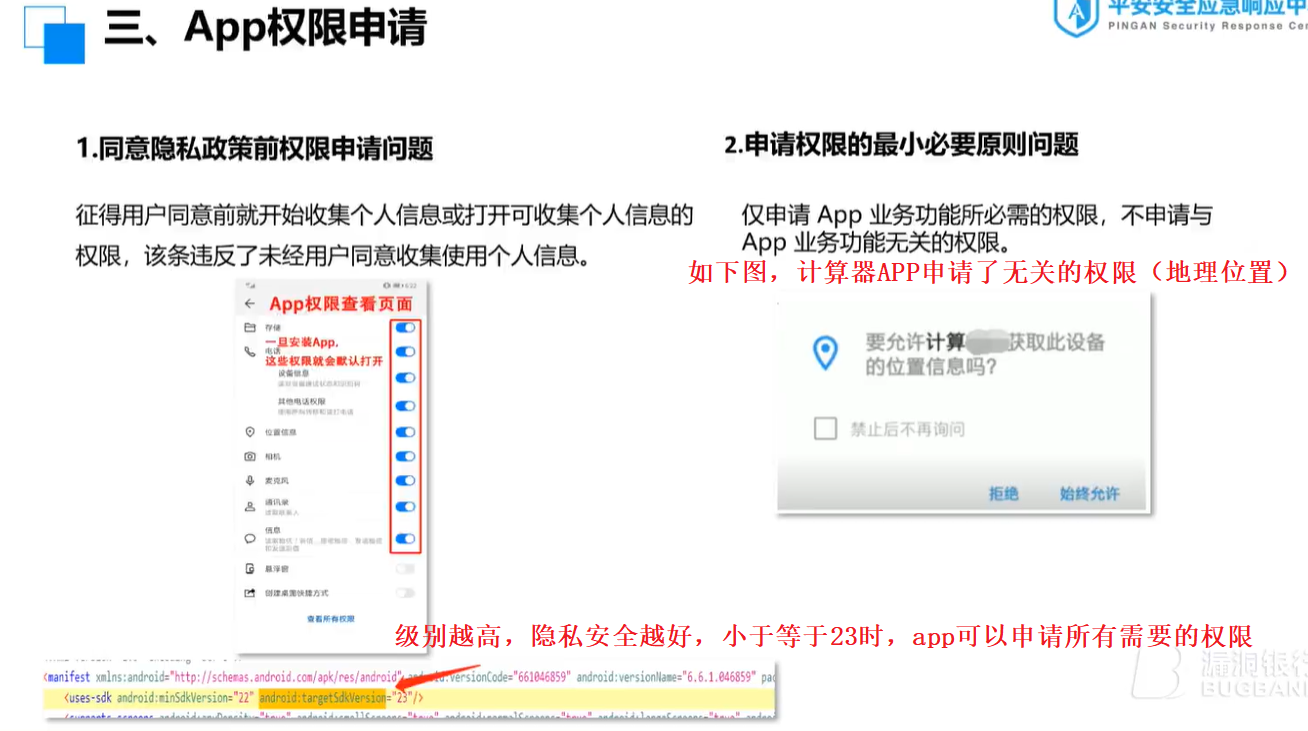 三、App权限申请
平安安全应急响应中
PINGAN Security Response Cen
1.同意隐私政策前权限申请问题
2.申请权限的最小必要原则问题
征得用户同意前就开始收集个人信息或打开可收集个人信息的
权限，该条违反了未经用户同意收集使用个人信息。
仅申请 App 业务功能所必需的权限，不申请与
App 业务功能无关的权限。
如下图，计算器APP申请了无关的权限（地理位置）
App权限查看页面
存储
一旦安装App,
电话
这些权限就会默认打开
设备信息
其他电话权限
位置信息
相机
麦克风
通讯录
读取联系人
信息
悬浮窗
创建桌面快捷方式
查看所有权限
要允许计算 获取此设备
的位置信息吗?
禁止后不再询问
拒绝 始终允许
级别越高，隐私安全越好，小于等于23时，app可以申请所有需要的权限
<manifest xmlns:android="http://schemas.android.com/apk/res/android" android:versionCode="661046859" android:versionName="6.6.1.046859" pac
<uses-sdk android:minSdkVersion="22" android:targetSdkVersion="23"/>
漏洞银行
BUGBAN